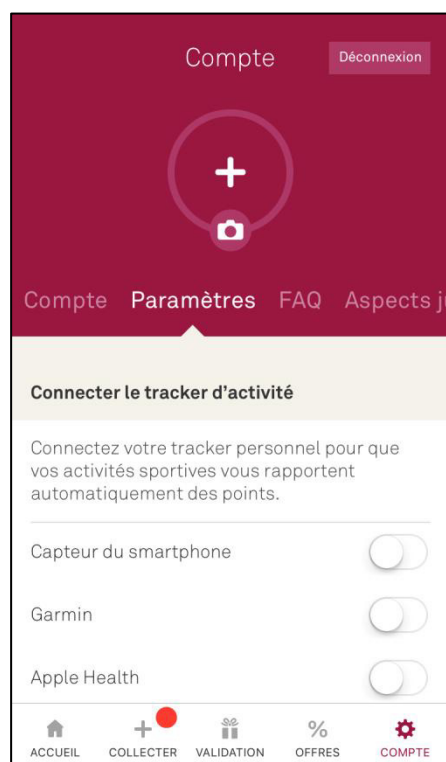 Compte
Déconnexion
Compte Paramètres FAQ Aspects
Connecter le tracker d'activité
Connectez votre tracker personnel pour que
vos activités sportives vous rapportent
automatiquement des points.
Capteur du smartphone
Garmin
Apple Health
ACCUEIL COLLECTER VALIDATION OFFRES COMPTE